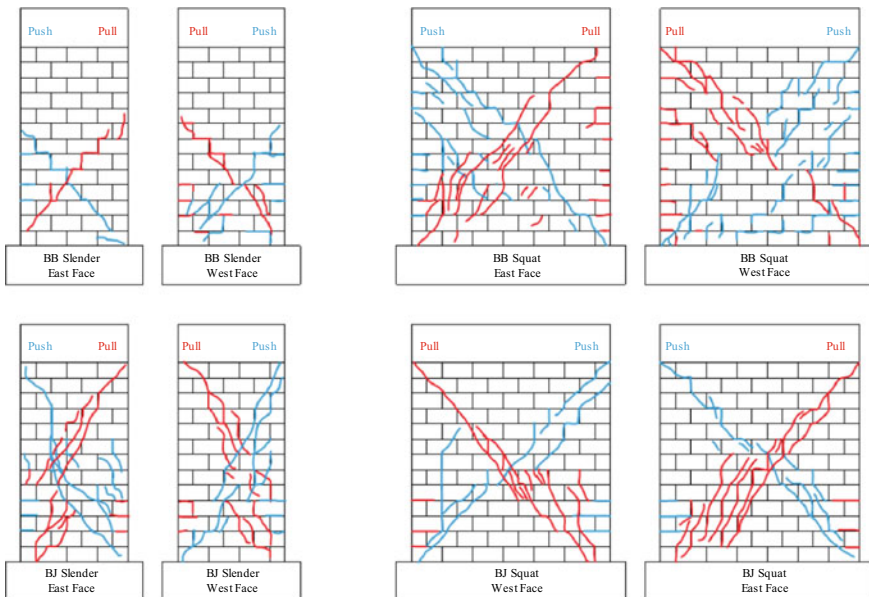 Push Pull
Pull Push
Push Pull
Pull Push
BB Slender
East Face
BB Slender
West Face
BB Squat
East Face
BB Squat
West Face
Push Pull
Pull Push
Pull Push
Push Pull
BJ Slender
East Face
BJ Slender
West Face
BJ Squat
West Face
BJ Squat
East Face